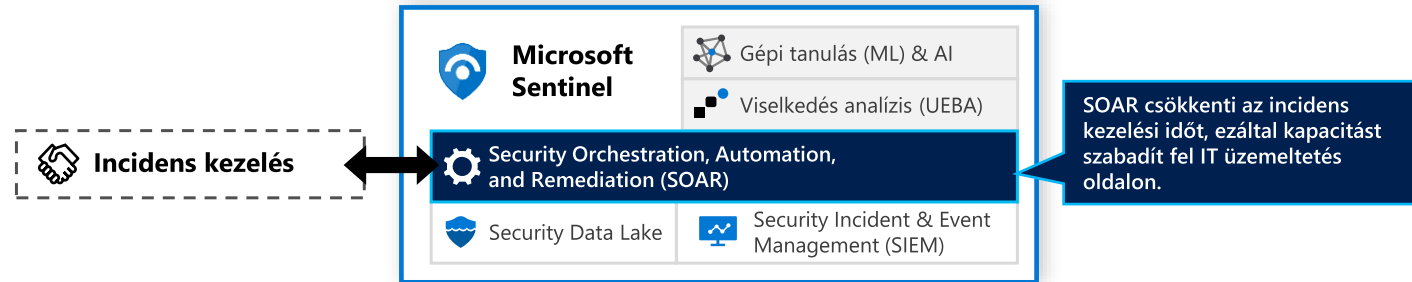 Microsoft
Sentinel
Gépi tanulás (ML) & AI
Viselkedés analízis (UEBA)
Incidens kezelés
Security Orchestration, Automation,
and Remediation (SOAR)
SOAR csökkenti az incidens
kezelési időt, ezáltal kapacitást
szabadít fel IT üzemeltetés
oldalon.
Security Data Lake
Security Incident & Event
Management (SIEM)